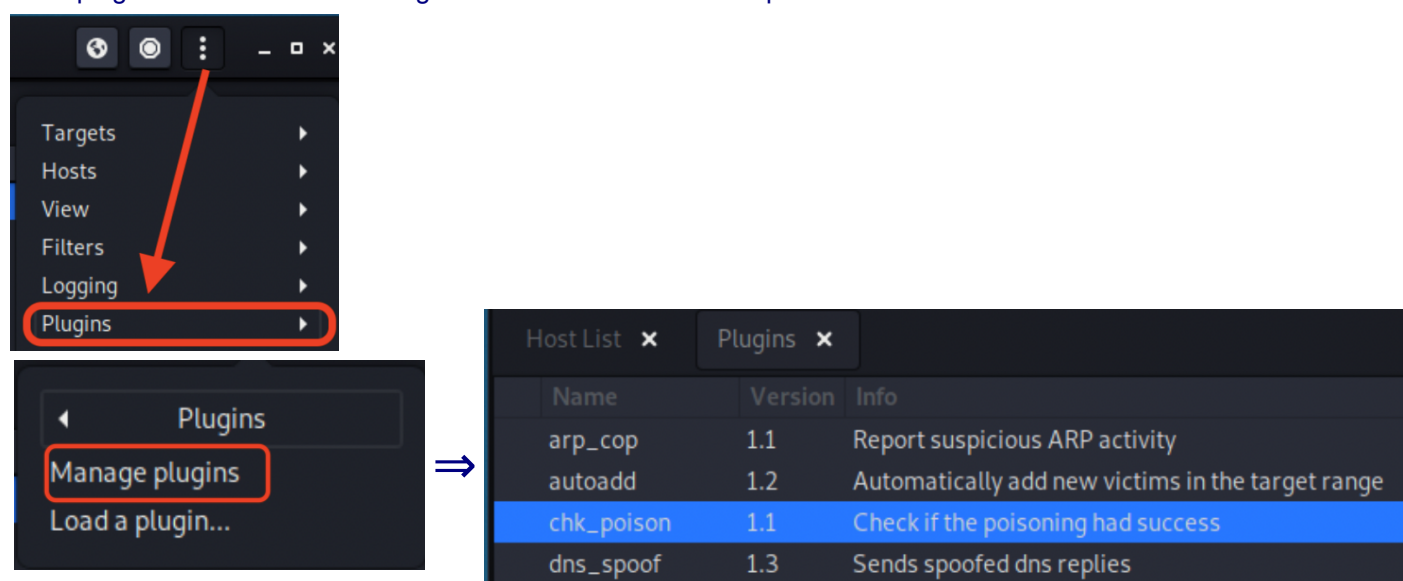 Targets
Hosts
View
Filters
Logging
Plugins
Plugins
Manage plugins
Load a plugin...
⇒
Host List × Plugins ×
Name Version Info
arp_cop 1.1 Report suspicious ARP activity
autoadd 1.2 Automatically add new victims in the target range
chk_poison 1.1 Check if the poisoning had success
dns_spoof 1.3 Sends spoofed dns replies